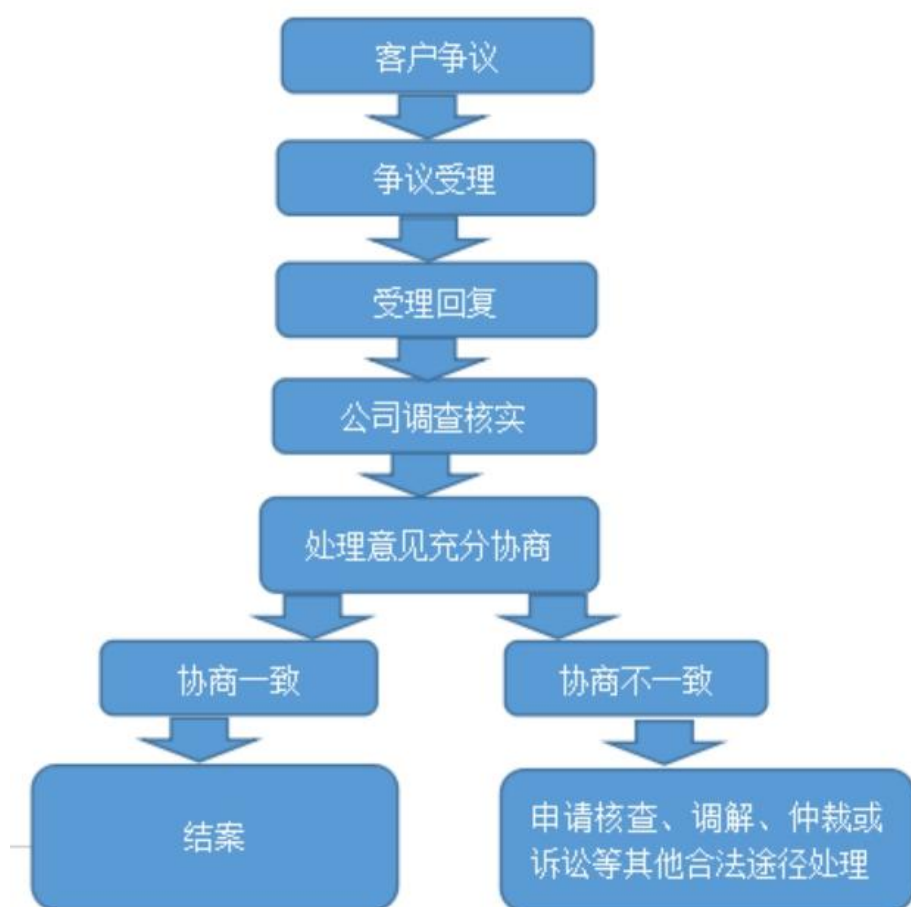 客户争议
争议受理
受理回复
公司调查核实
处理意见充分协商
协商一致
协商不一致
结案
申请核查、调解、仲裁或
诉讼等其他合法途径处理